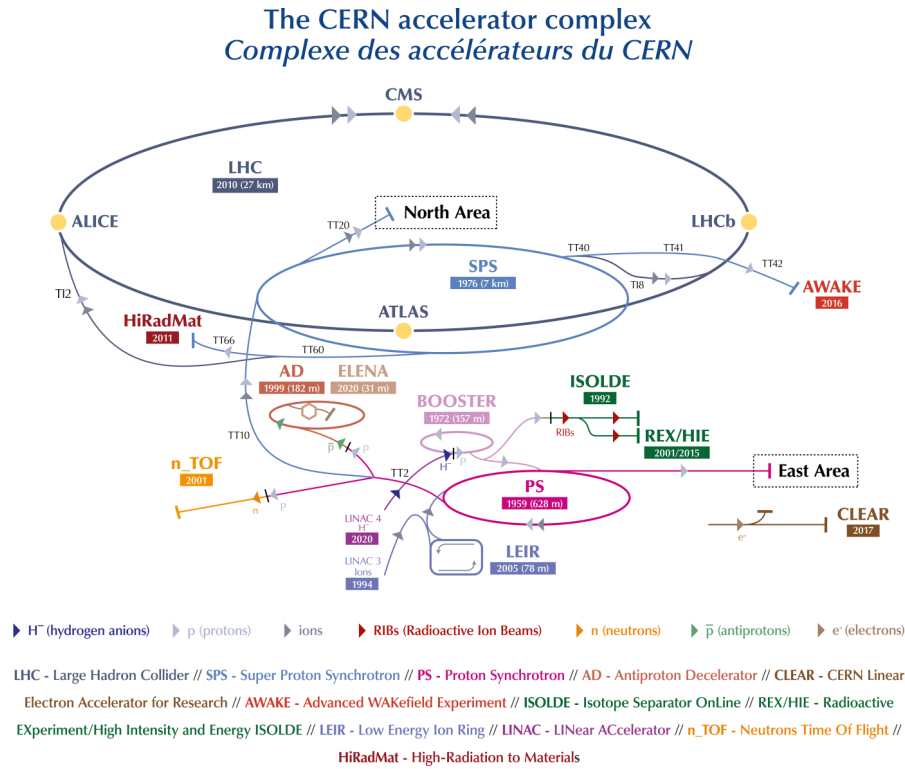 The CERN accelerator complex
Complexe des accélérateurs du CERN
CMS
LHC
2010 (27 km)
ALICE
North Area
LHCb
TT20
TT40
TT41
TT42
SPS
1976 (7 km)
TI8
AWAKE
2016
TI2
ATLAS
HiRadMat
2011
TT66
TT60
AD
1999 (182 m)
ELENA
2020 (31 m)
ISOLDE
1992
BOOSTER
1972 (157 m)
RIBs
REX/HIE
2001/2015
TT10
p̅
p
H⁻
p
East Area
n_TOF
2001
TT2
PS
1959 (628 m)
n
p
LINAC 4
H⁻
2020
CLEAR
2017
e⁻
LEIR
2005 (78 m)
LINAC 3
Ions
1994
H⁻ (hydrogen anions)
p (protons)
ions
RIBs (Radioactive Ion Beams)
n (neutrons)
p̅ (antiprotons)
e⁻ (electrons)
LHC - Large Hadron Collider // SPS - Super Proton Synchrotron // PS - Proton Synchrotron // AD - Antiproton Decelerator // CLEAR - CERN Linear
Electron Accelerator for Research // AWAKE - Advanced WAKefield Experiment // ISOLDE - Isotope Separator OnLine // REX/HIE - Radioactive
EXperiment/High Intensity and Energy ISOLDE // LEIR - Low Energy Ion Ring // LINAC - LINear ACcelerator // n_TOF - Neutrons Time Of Flight //
HiRadMat - High-Radiation to Materials